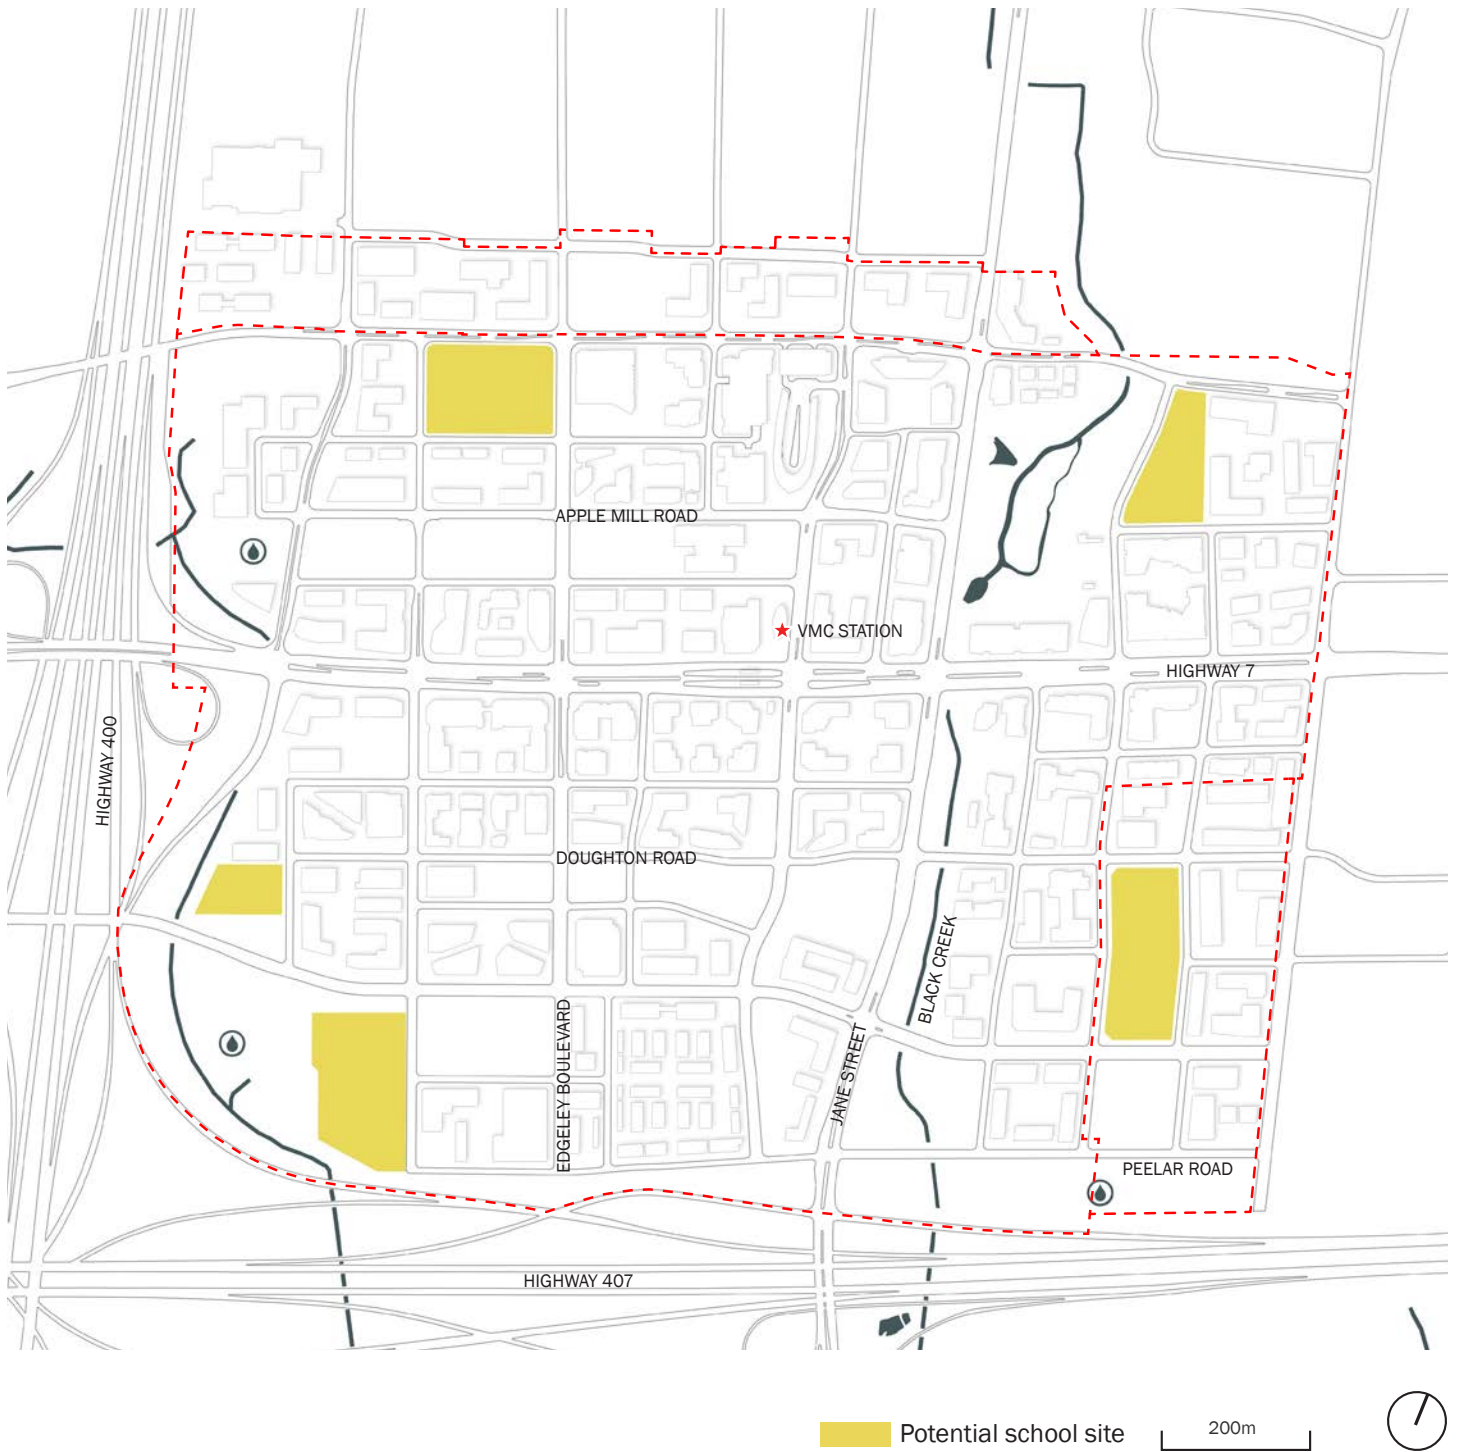 APPLE MILL ROAD
VMC STATION
HIGHWAY 7
HIGHWAY 400
DOUGHTON ROAD
BLACK CREEK
EDGELEY BOULEVARD
JANE STREET
PEELAR ROAD
HIGHWAY 407
Potential school site
200m